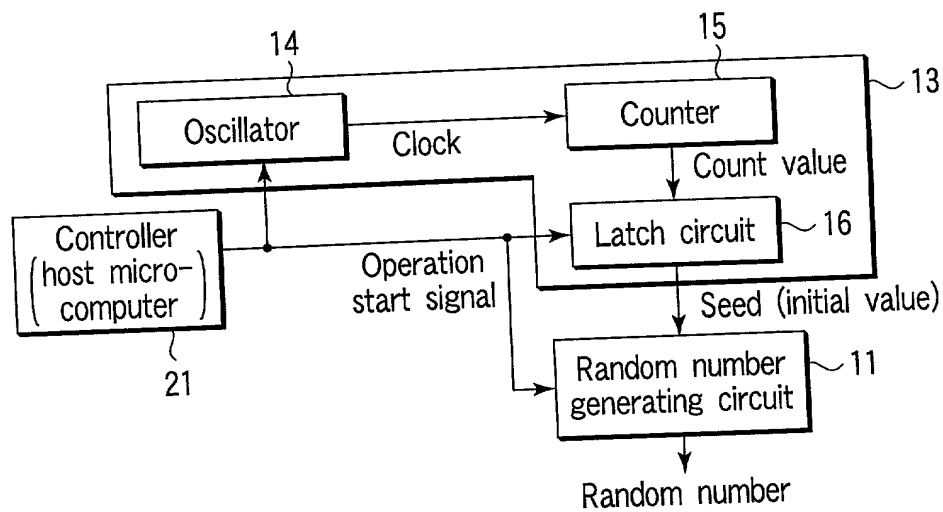 14
15
13
Oscillator
Clock
Counter
Count value
Controller
(host micro-
computer)
21
Operation
start signal
Latch circuit
16
Seed (initial value)
Random number
generating circuit
11
Random number